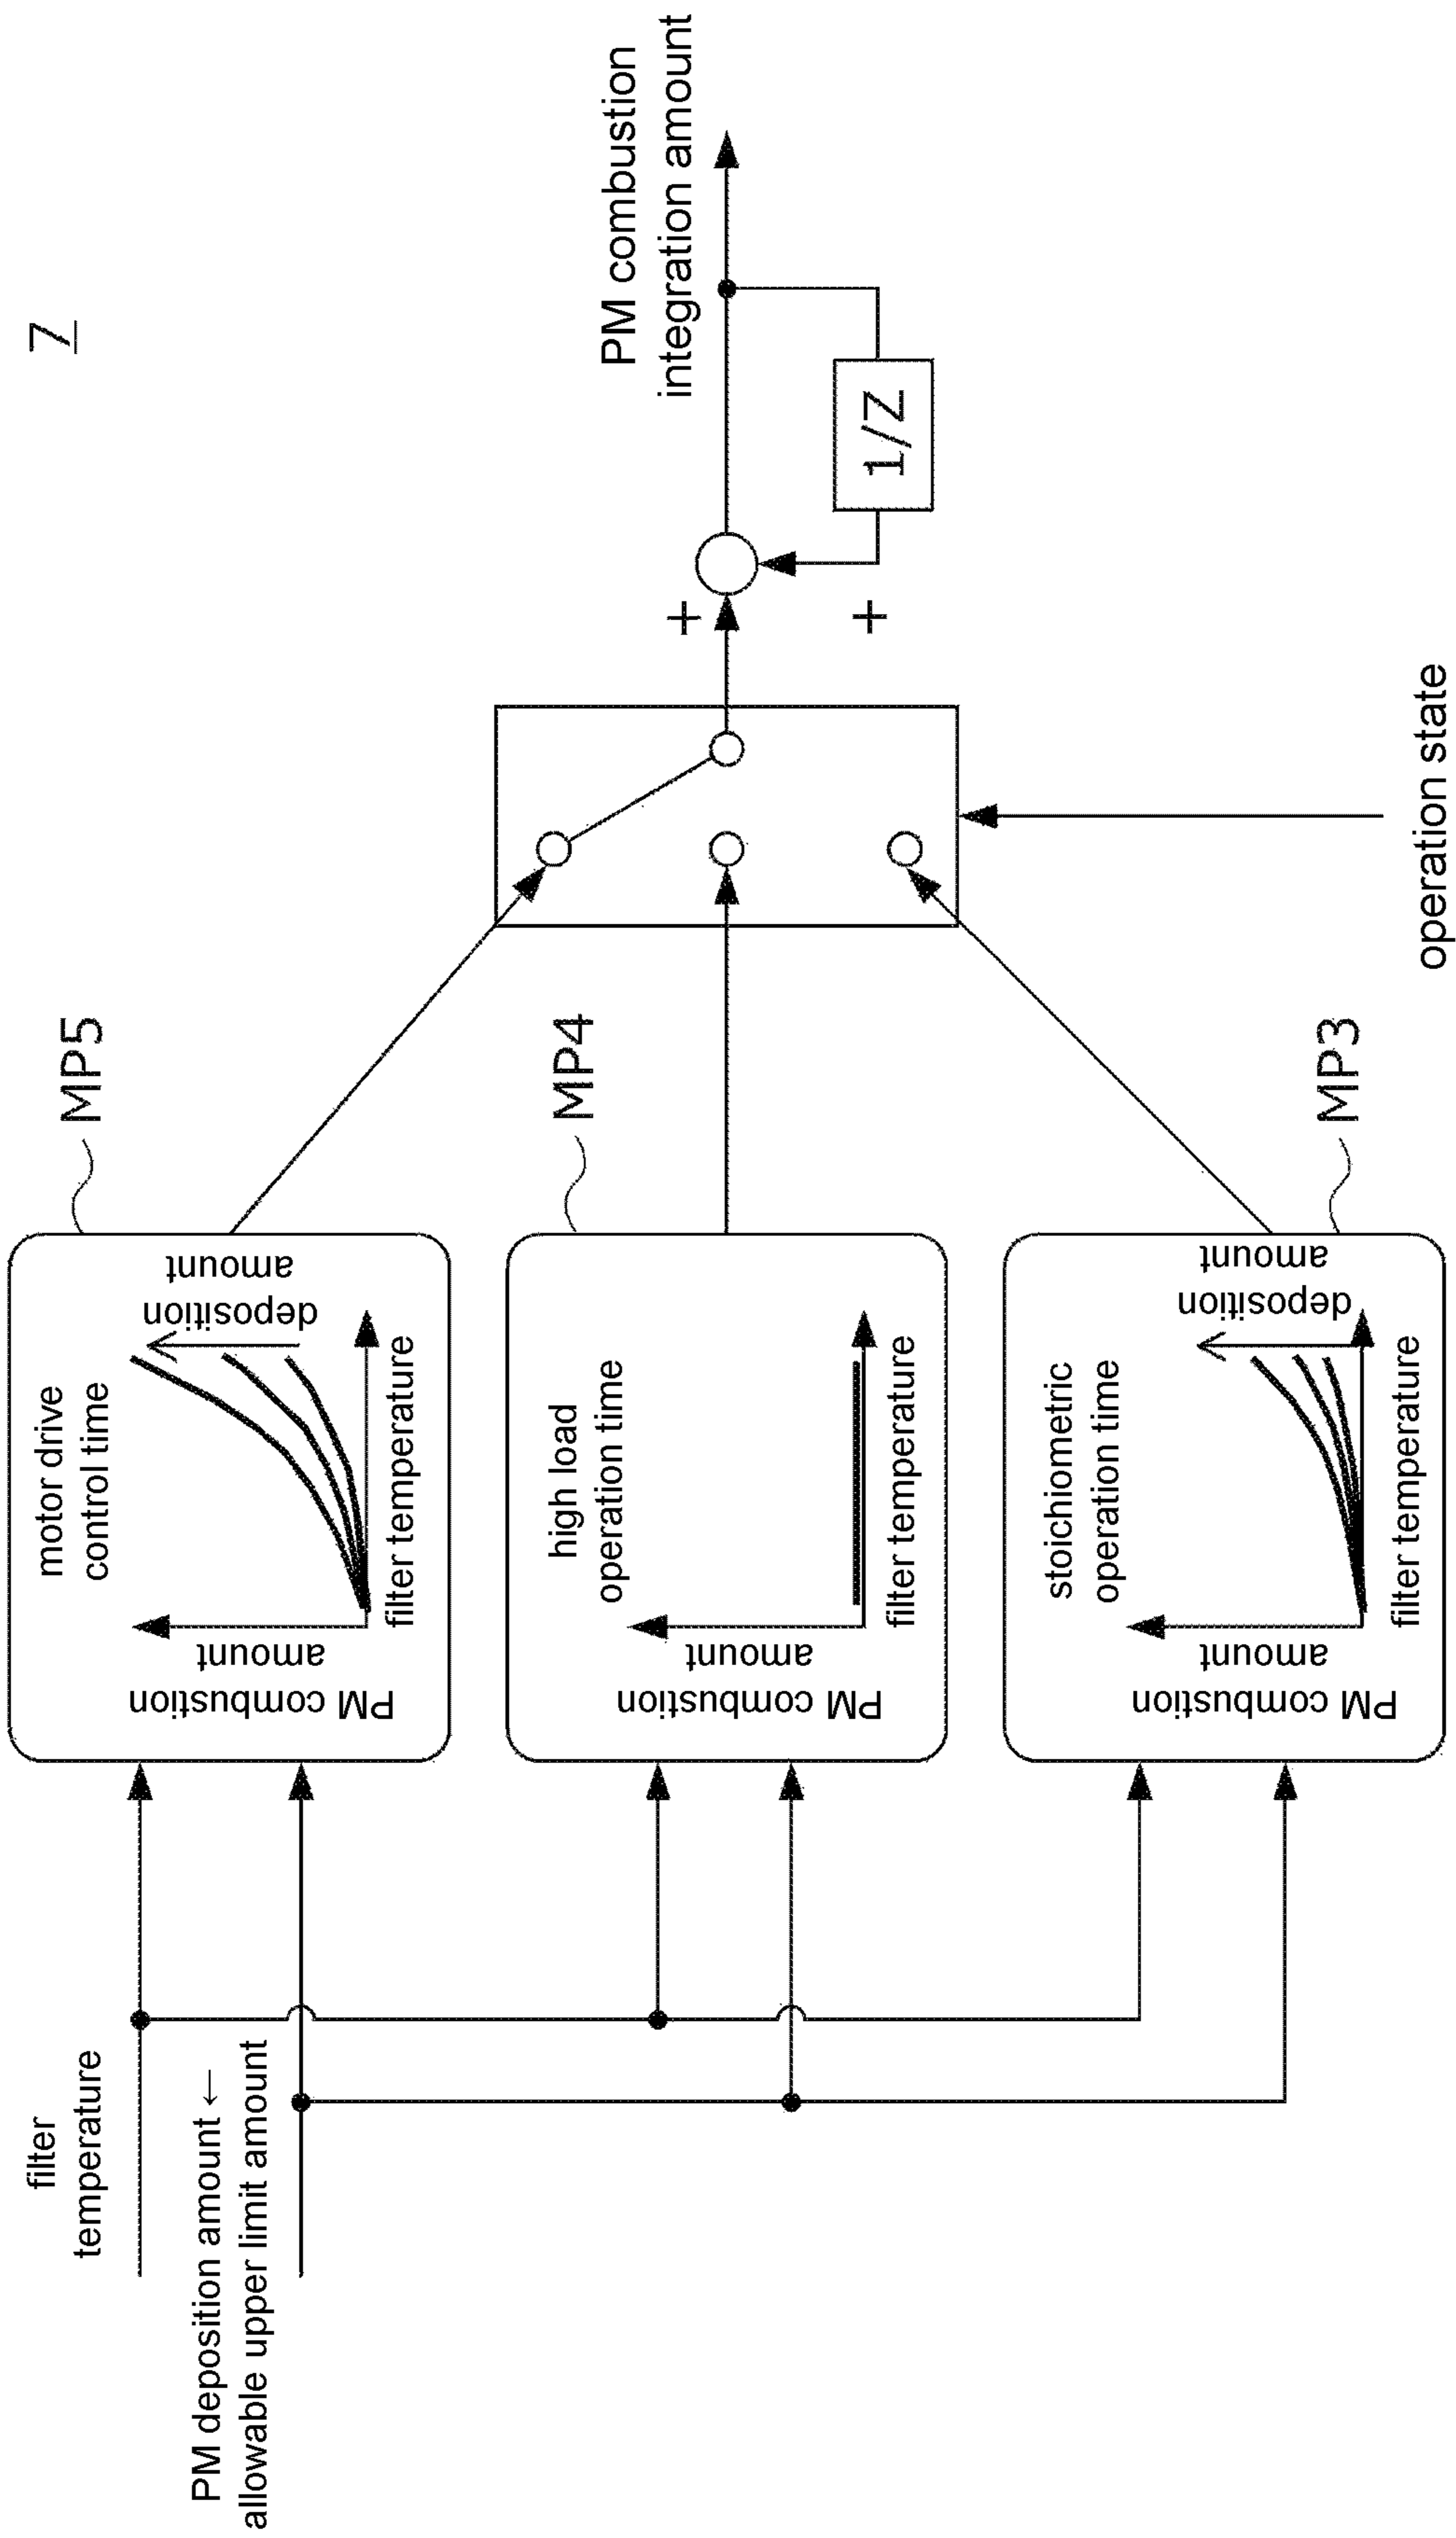 7
filter
temperature
PM deposition amount ←
allowable upper limit amount
motor drive
control time
PM combustion
amount
filter temperature
deposition
amount
MP5
high load
operation time
PM combustion
amount
filter temperature
MP4
stoichiometric
operation time
PM combustion
amount
filter temperature
deposition
amount
MP3
operation state
+
+
1/Z
PM combustion
integration amount